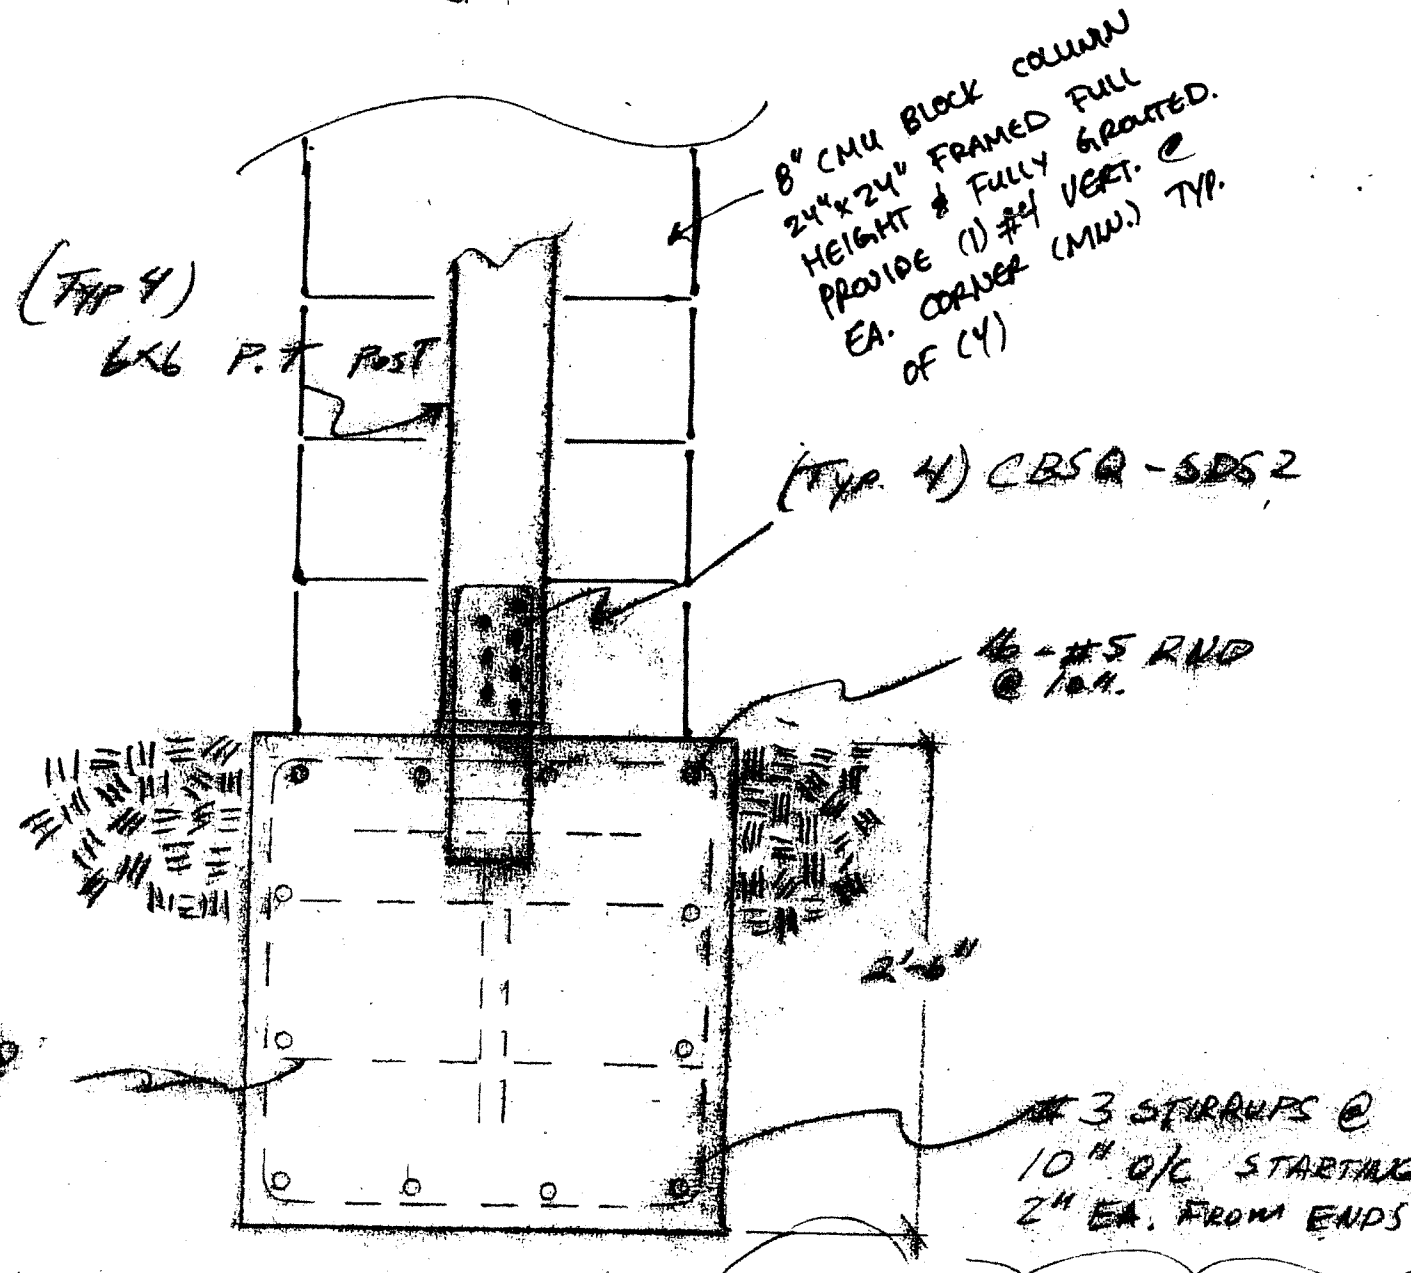 8" CMU BLOCK COLUMN
24"x24" FRAMED FULL
HEIGHT & FULLY GROUTED.
PROVIDE (1) #4 VERT. @
EA. CORNER (MIN.) TYP.
OF (4)
(TYP 4)
6x6 P.T POST
(TYP. 4) CBSQ-SDS2
#5 RND
@
2'-6"
#3 STIRRUPS @
10" O/C STARTING
2" EA. FROM ENDS